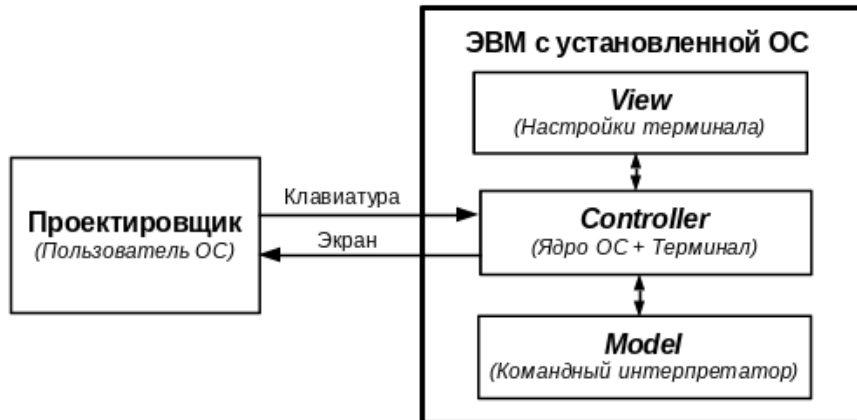 ЭВМ с установленной ОС
View
(Настройки терминала)
Проектировщик
(Пользователь ОС)
Клавиатура
Экран
Controller
(Ядро ОС + Терминал)
Model
(Командный интерпретатор)